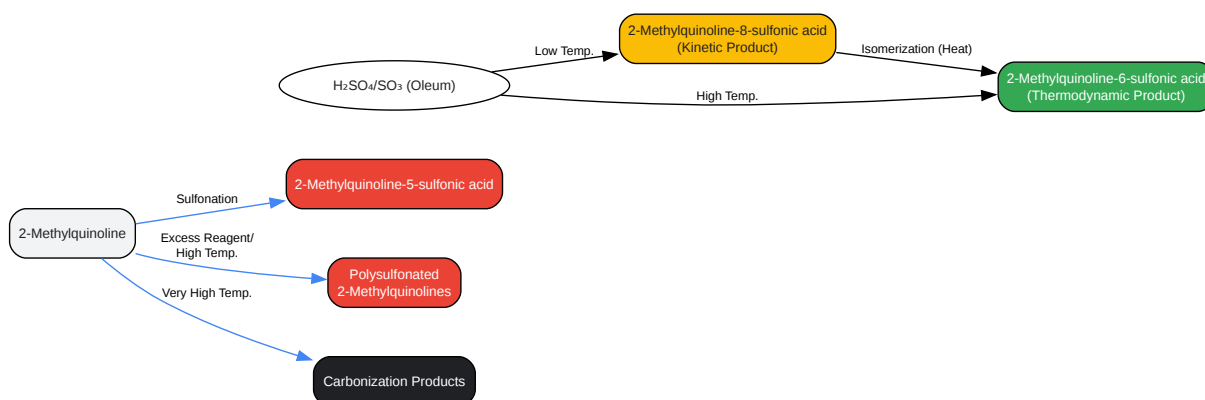 2-Methylquinoline-8-sulfonic acid
(Kinetic Product)
Low Temp.
Isomerization (Heat)
H₂SO₄/SO₃ (Oleum)
2-Methylquinoline-6-sulfonic acid
(Thermodynamic Product)
High Temp.
2-Methylquinoline-5-sulfonic acid
Sulfonation
2-Methylquinoline
Excess Reagent/
High Temp.
Polysulfonated
2-Methylquinolines
Very High Temp.
Carbonization Products